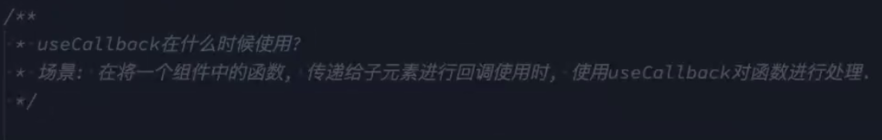 /**
* useCallback在什么时候使用?
* 场景: 在将一个组件中的函数, 传递给子元素进行回调使用时, 使用useCallback对函数进行处理.
*/